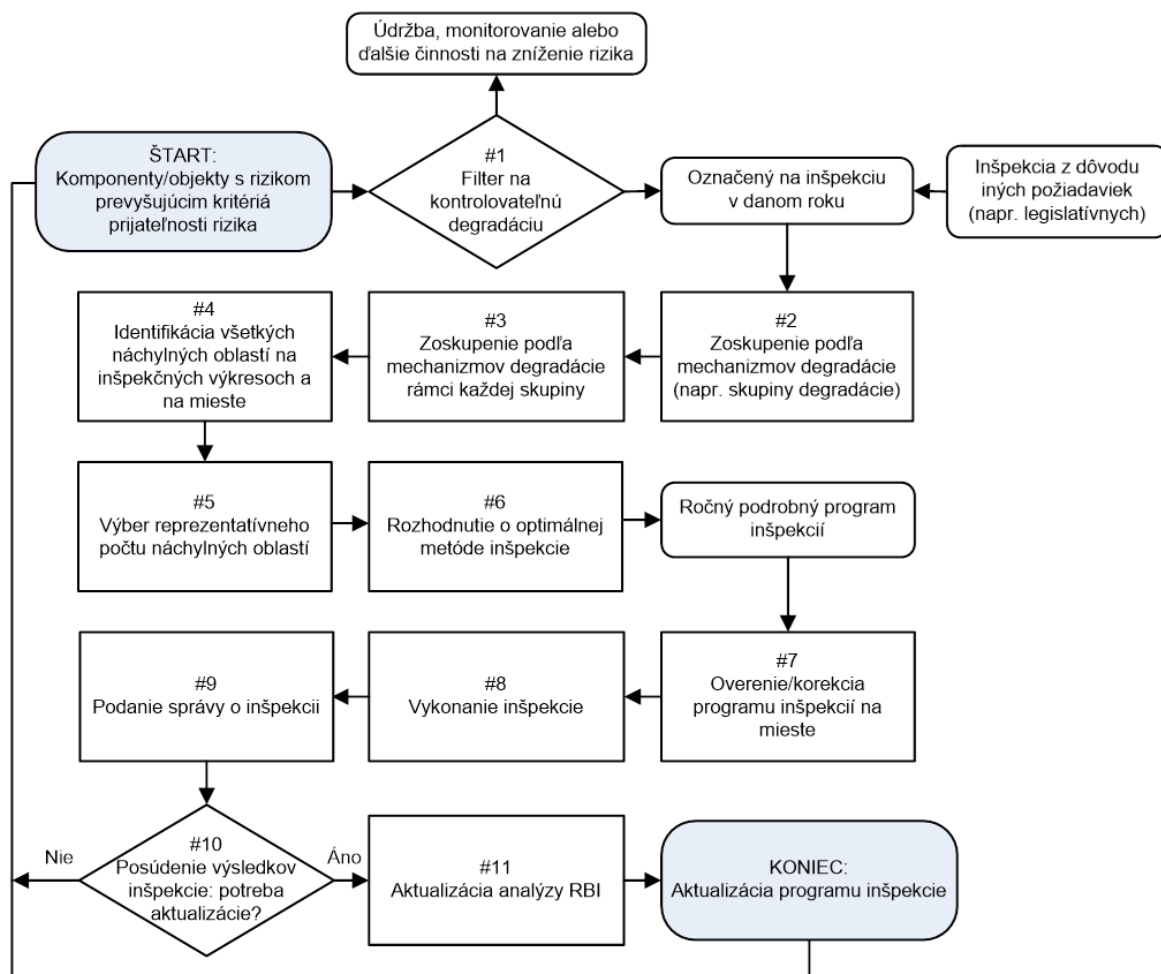 Údržba, monitorovanie alebo
ďalšie činnosti na zníženie rizika
ŠTART:
Komponenty/objekty s rizikom
prevyšujúcim kritériá
prijateľnosti rizika
#1
Filter na
kontrolovateľnú
degradáciu
Označený na inšpekciu
v danom roku
Inšpekcia z dôvodu
iných požiadaviek
(napr. legislatívnych)
#4
Identifikácia všetkých
náchylných oblastí na
inšpekčných výkresoch a
na mieste
#3
Zoskupenie podľa
mechanizmov degradácie
rámci každej skupiny
#2
Zoskupenie podľa
mechanizmov degradácie
(napr. skupiny degradácie)
#5
Výber reprezentatívneho
počtu náchylných oblastí
#6
Rozhodnutie o optimálnej
metóde inšpekcie
Ročný podrobný program
inšpekcií
#9
Podanie správy o inšpekcii
#8
Vykonanie inšpekcie
#7
Overenie/korekcia
programu inšpekcií na
mieste
Nie
#10
Posúdenie výsledkov
inšpekcie: potreba
aktualizácie?
Áno
#11
Aktualizácia analýzy RBI
KONIEC:
Aktualizácia programu inšpekcie